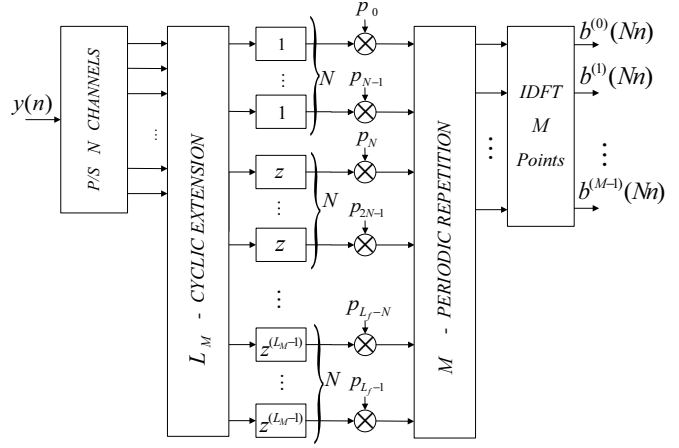 y(n)
P/S N CHANNELS
...
L_M - CYCLIC EXTENSION
1
...
1
N
z
...
z
N
...
z^(L_M-1)
...
z^(L_M-1)
N
p_0
p_{N-1}
p_N
p_{2N-1}
p_{L_f-N}
p_{L_f-1}
M - PERIODIC REPETITION
...
IDFT
M
Points
b^(0)(Nn)
b^(1)(Nn)
...
b^(M-1)(Nn)